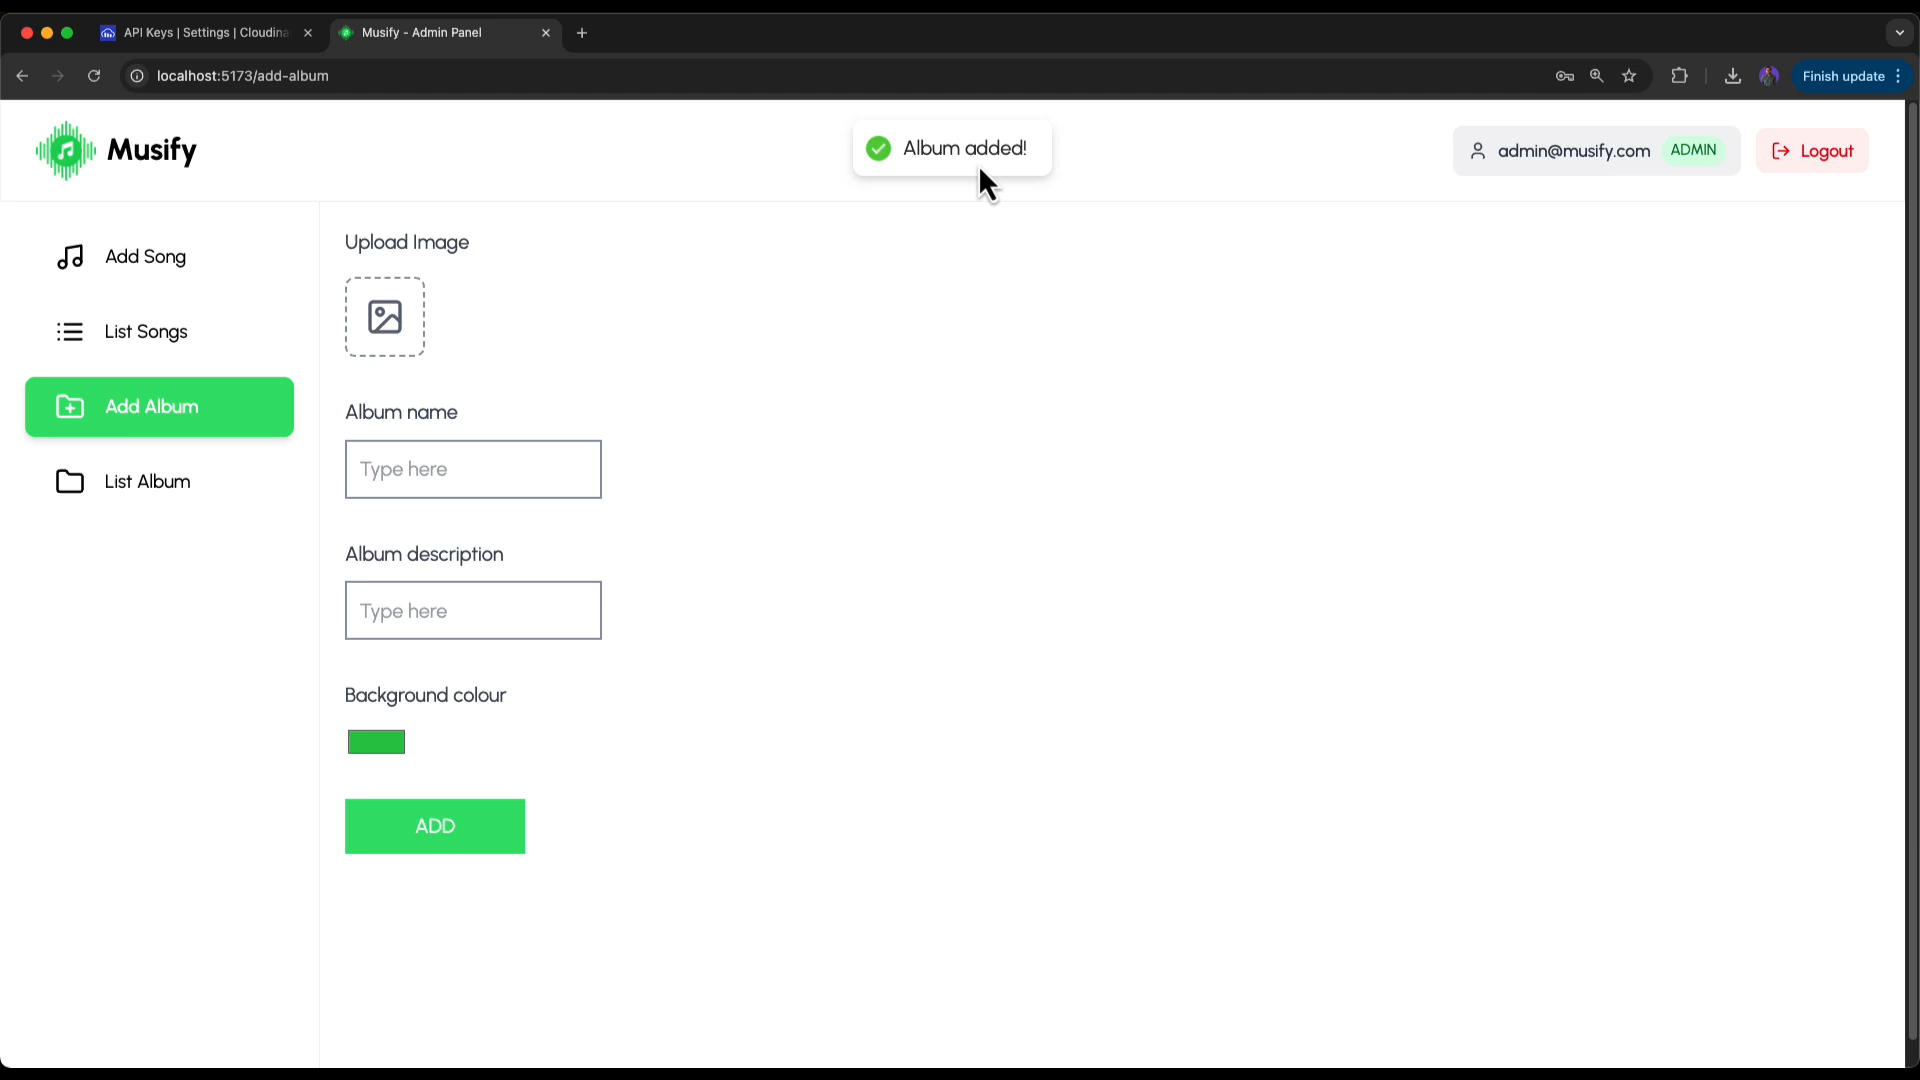 API Keys | Settings | Cloudina
Musify - Admin Panel
localhost:5173/add-album
Finish update
Musify
Album added!
admin@musify.com
ADMIN
Logout
Add Song
List Songs
Add Album
List Album
Upload Image
Album name
Type here
Album description
Type here
Background colour
ADD